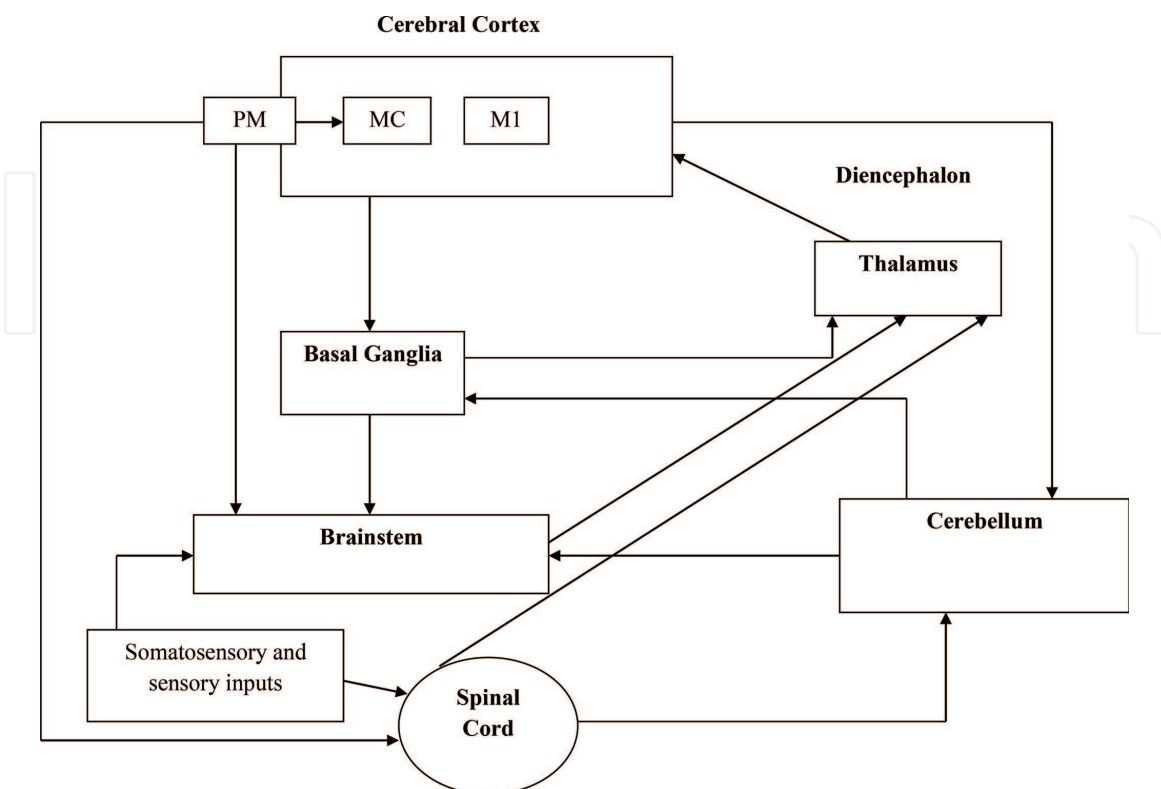 Cerebral Cortex
PM
MC
M1
Diencephalon
Thalamus
Basal Ganglia
Cerebellum
Brainstem
Somatosensory and
sensory inputs
Spinal
Cord